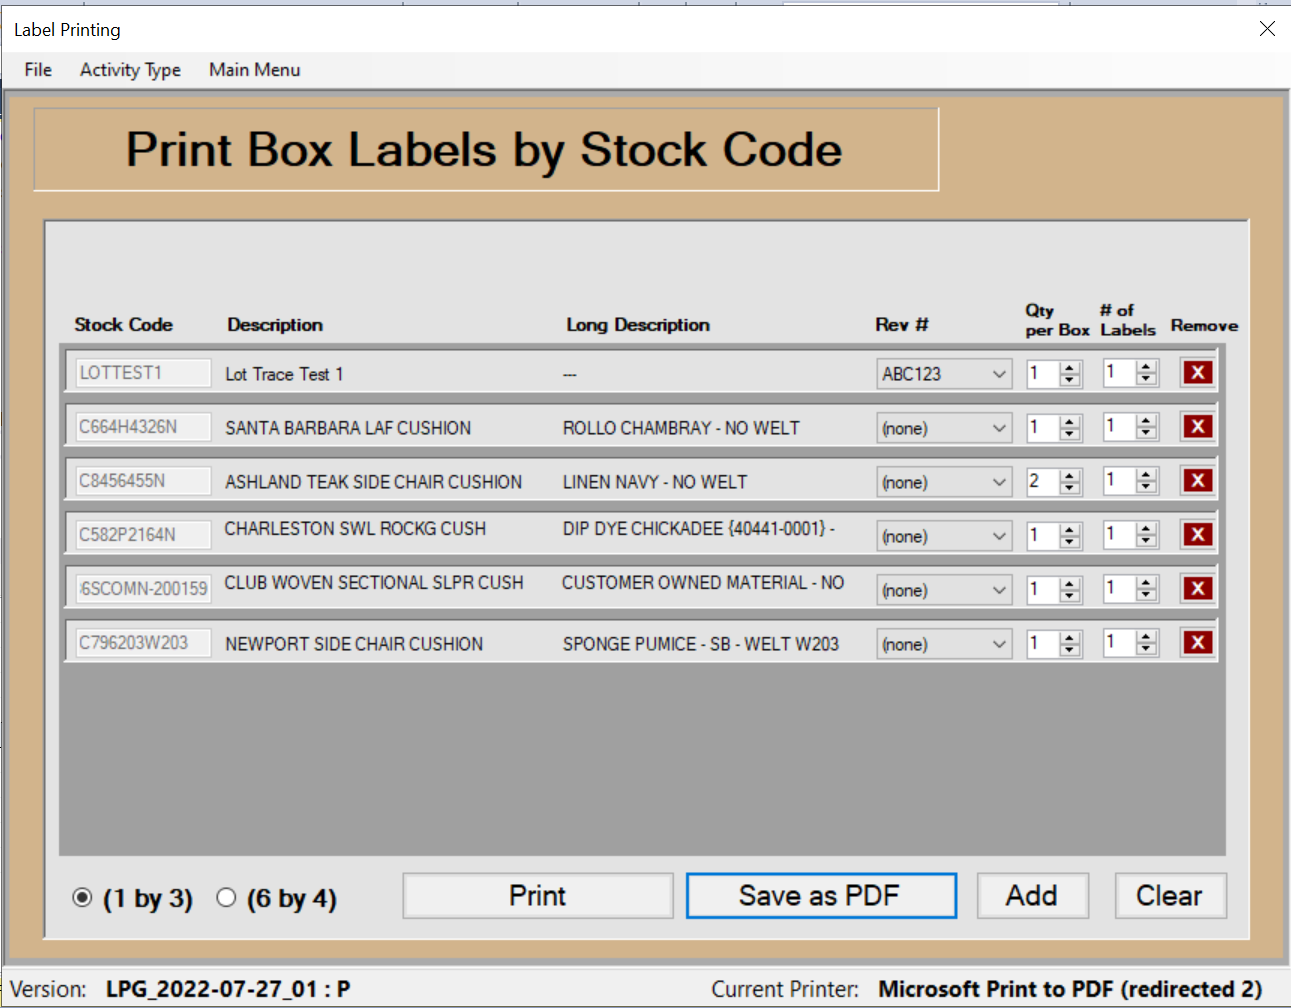 Label Printing
File Activity Type Main Menu
Print Box Labels by Stock Code
Stock Code Description Long Description Rev # Qty per Box # of Labels Remove
LOTTEST1 Lot Trace Test 1 --- ABC123 1 1 X
C664H4326N SANTA BARBARA LAF CUSHION ROLLO CHAMBRAY - NO WELT (none) 1 1 X
C8456455N ASHLAND TEAK SIDE CHAIR CUSHION LINEN NAVY - NO WELT (none) 2 1 X
C582P2164N CHARLESTON SWL ROCKG CUSH DIP DYE CHICKADEE {40441-0001} - (none) 1 1 X
6SCOMN-200159 CLUB WOVEN SECTIONAL SLPR CUSH CUSTOMER OWNED MATERIAL - NO (none) 1 1 X
C796203W203 NEWPORT SIDE CHAIR CUSHION SPONGE PUMICE - SB - WELT W203 (none) 1 1 X
(1 by 3) (6 by 4) Print Save as PDF Add Clear
Version: LPG_2022-07-27_01 : P Current Printer: Microsoft Print to PDF (redirected 2)